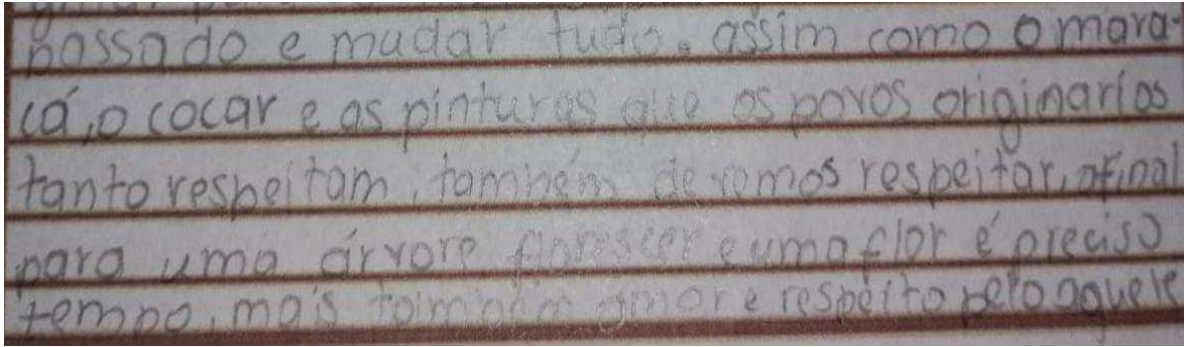 passado e mudar tudo. assim como o mara-
cá, o cocar e as pinturas que os povos originarios
tanto respeitam, também devemos respeitar, afinal
para uma árvore florescer e uma flor é preciso
tempo, mais também amor e respeito pelo aquele